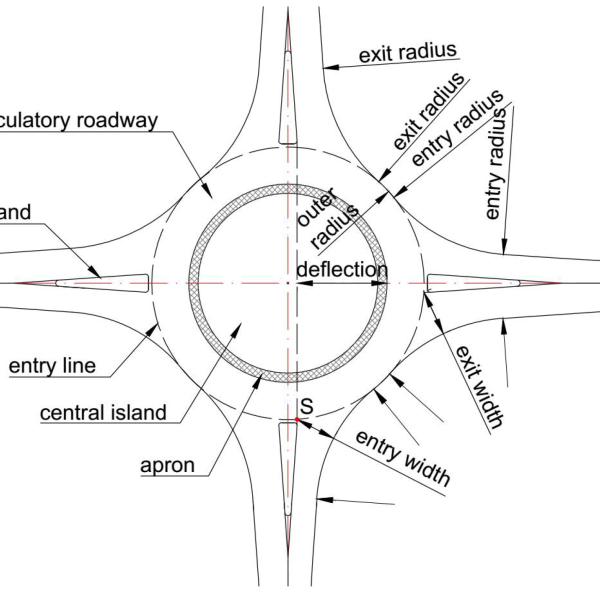 exit radius
exit radius
entry radius
entry radius
culatory roadway
outer
radius
and
deflection
entry line
exit width
central island
S
entry width
apron